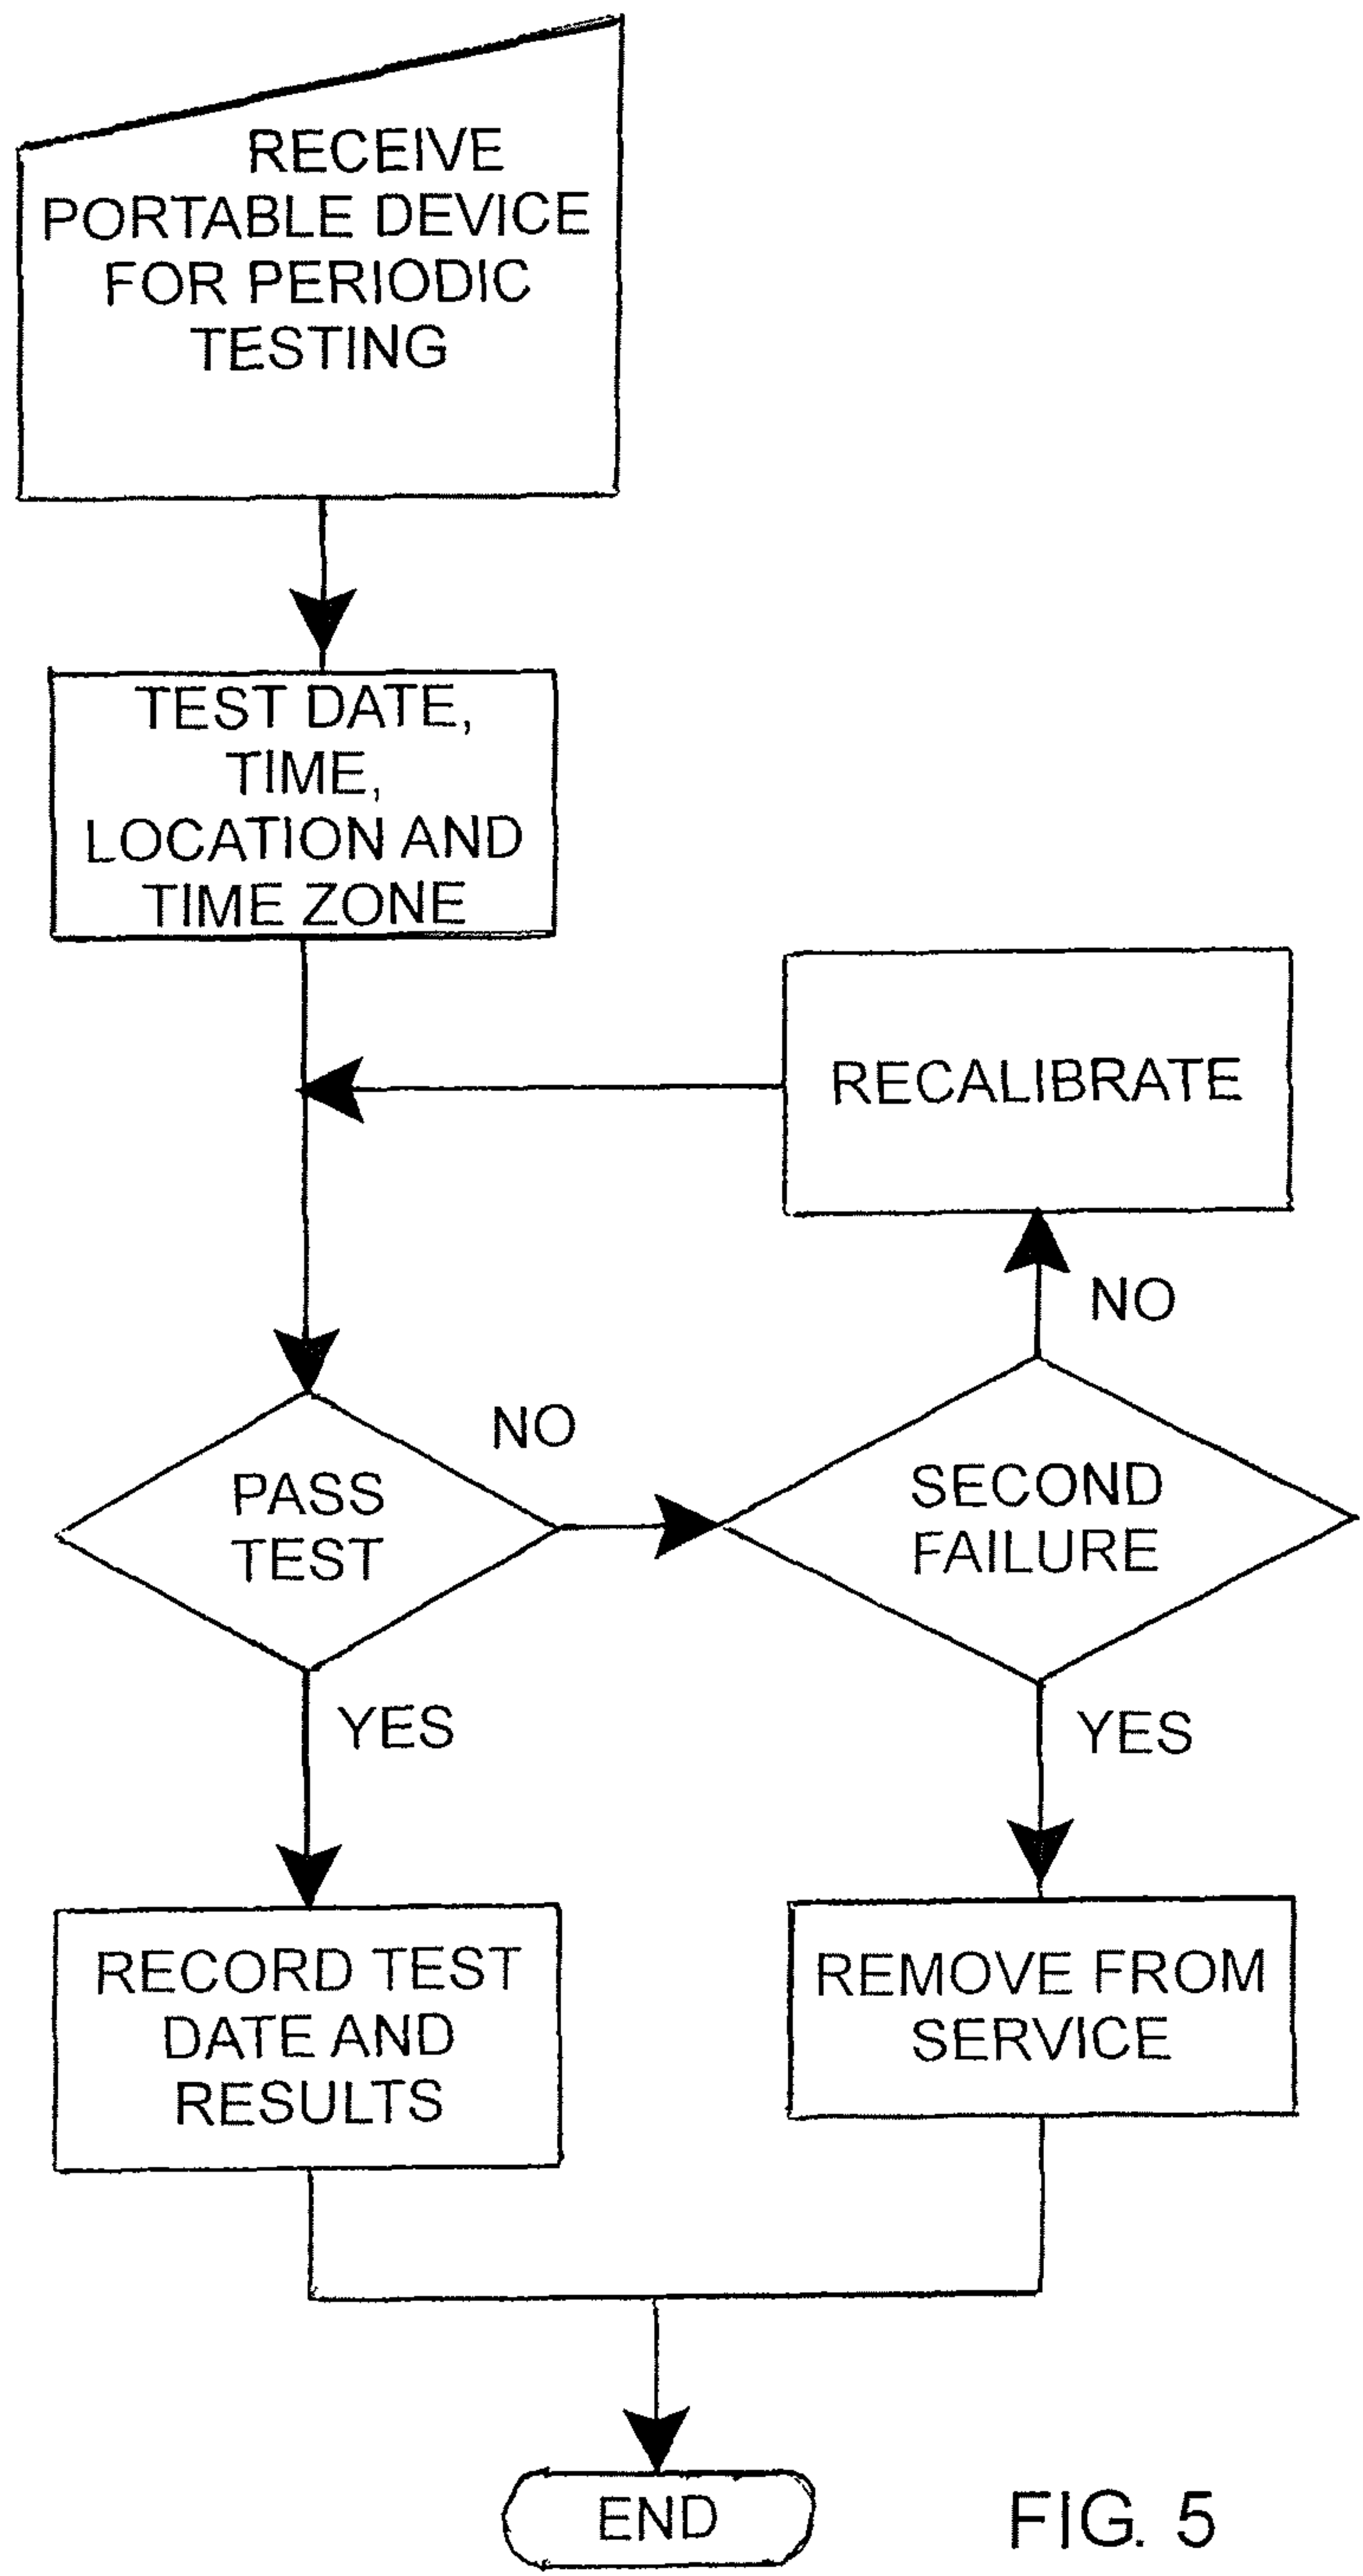 RECEIVE
PORTABLE DEVICE
FOR PERIODIC
TESTING
TEST DATE,
TIME,
LOCATION AND
TIME ZONE
RECALIBRATE
NO
NO
PASS
TEST
SECOND
FAILURE
YES
YES
RECORD TEST
DATE AND
RESULTS
REMOVE FROM
SERVICE
END
FIG. 5